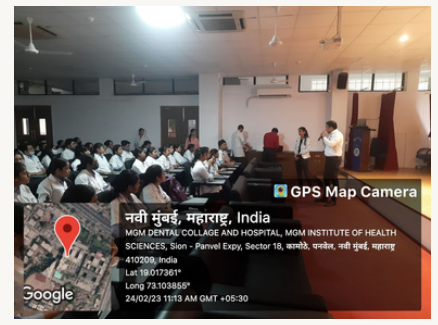 GPS Map Camera
नवी मुंबई, महाराष्ट्र, India
MGM DENTAL COLLAGE AND HOSPITAL, MGM INSTITUTE OF HEALTH
SCIENCES, Sion - Panvel Expy, Sector 18, कामोठे, पनवेल, नवी मुंबई, महाराष्ट्र
410209, India
Lat 19.017361°
Long 73.103855°
24/02/23 11:13 AM GMT +05:30
Google